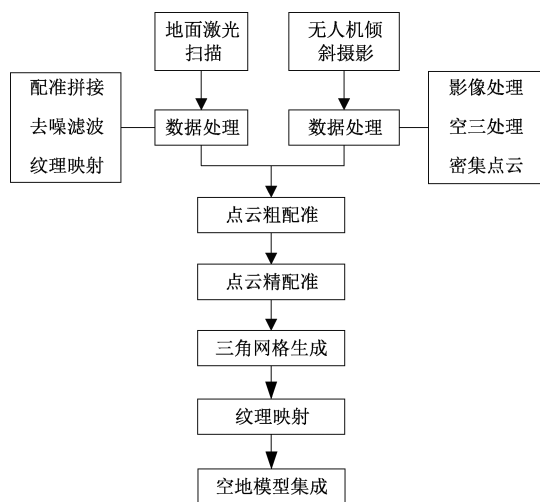 地面激光
扫描
无人机倾
斜摄影
配准拼接
去噪滤波
纹理映射
数据处理
数据处理
影像处理
空三处理
密集点云
点云粗配准
点云精配准
三角网格生成
纹理映射
空地模型集成